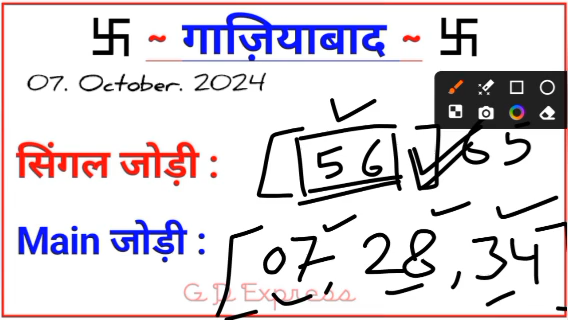 卐 ~ गाज़ियाबाद ~ 卐
07. October. 2024
सिंगल जोड़ी : [56] 65
Main जोड़ी : [07, 28, 34]
G D Express